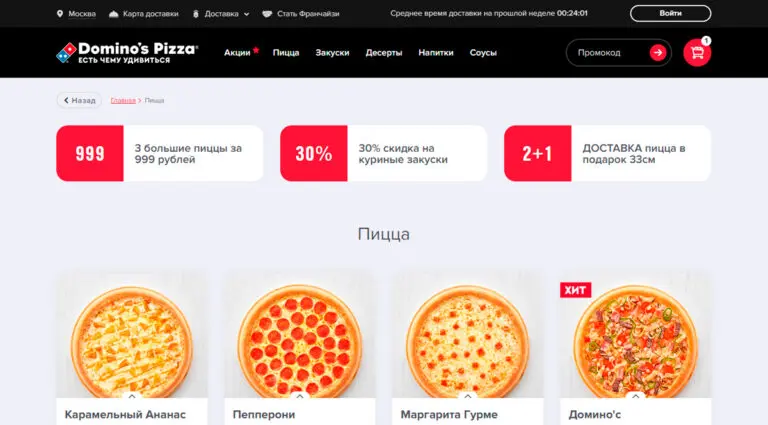 Москва Карта доставки Доставка Стать Франчайзи Среднее время доставки на прошлой неделе 00:24:01 Войти
Domino's Pizza®
ЕСТЬ ЧЕМУ УДИВИТЬСЯ
Акции Пицца Закуски Десерты Напитки Соусы Промокод 1
Назад Главная > Пицца
999
3 большие пиццы за
999 рублей
30%
30% скидка на
куриные закуски
2+1
ДОСТАВКА пицца в
подарок 33см
Пицца
ХИТ
Карамельный Ананас Пепперони Маргарита Гурме Домино'с